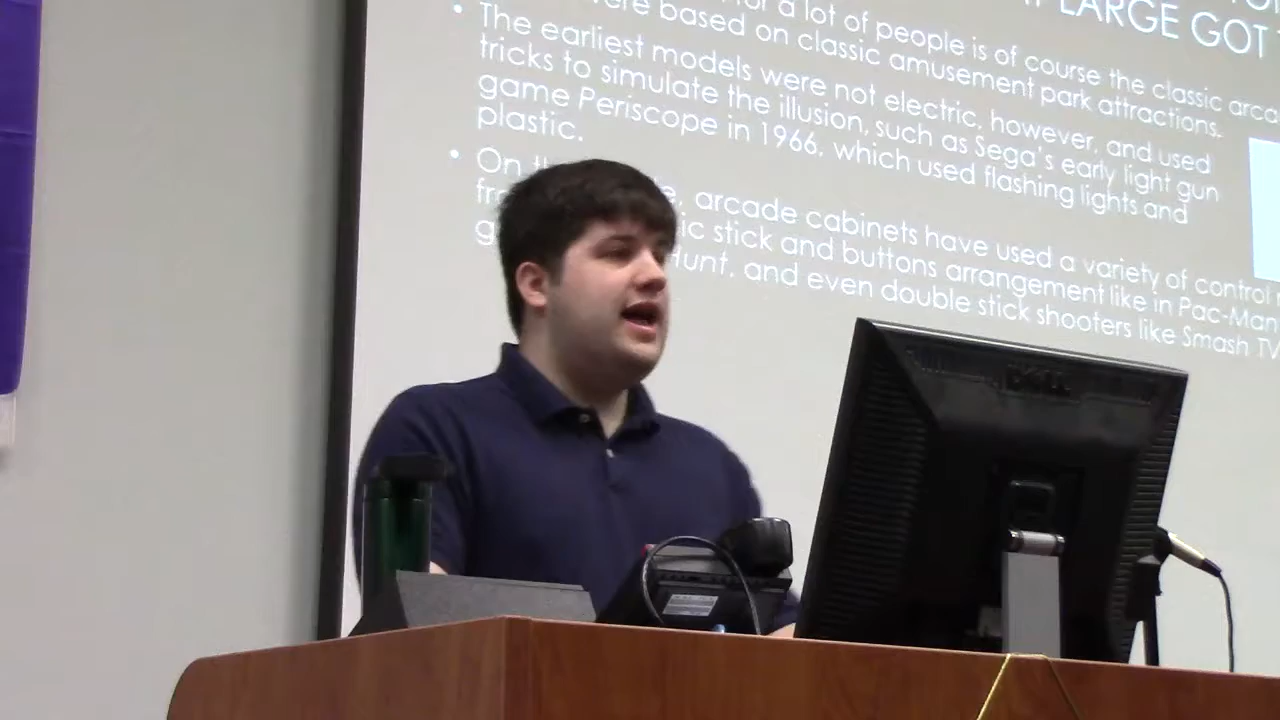 LARGE GOT
for a lot of people is of course the classic
were based on classic amusement park attractions.
• The earliest models were not electric, however, and used
tricks to simulate the illusion, such as Sega's early light gun
game Periscope in 1966, which used flashing lights and
plastic.
• On arcade cabinets have used a variety of control
stick and buttons arrangement like in Pac-Man
Hunt, and even double stick shooters like Smash TV
DELL